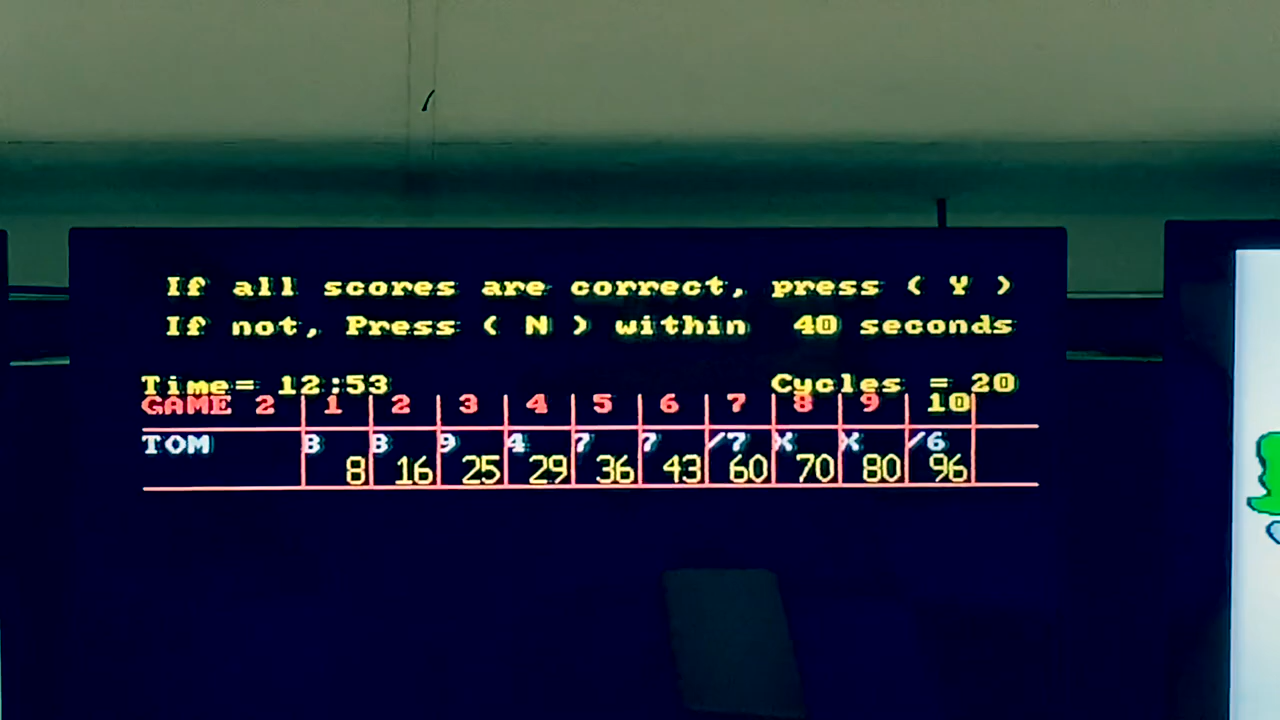 If all scores are correct, press ( Y )
If not, Press ( N ) within 40 seconds
Time= 12:53 Cycles = 20
GAME 2 1 2 3 4 5 6 7 8 9 10
TOM 8 8 9 4 7 7 /7 X X /6
8 16 25 29 36 43 60 70 80 96